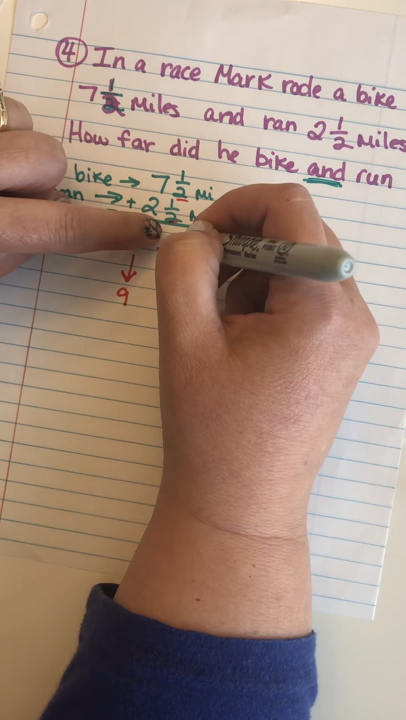 ④ In a race Mark rode a bike
7 1/2 Miles and ran 2 1/2 Miles
How far did he bike and run
bike → 7 1/2 Mi
→ + 2 1/2
↓
9